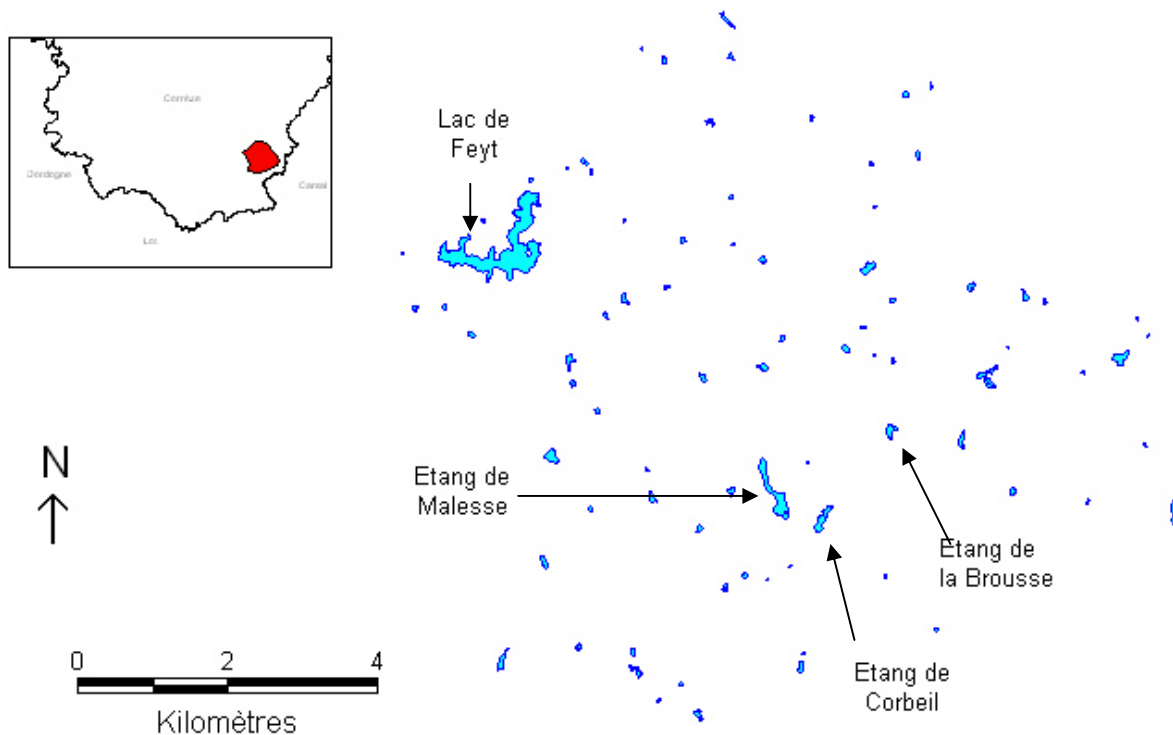 Corrèze
Dordogne
Cantal
Lot
Lac de
Feyt
Etang de
Malesse
Etang de
la Brousse
Etang de
Corbeil
N
0 2 4
Kilomètres